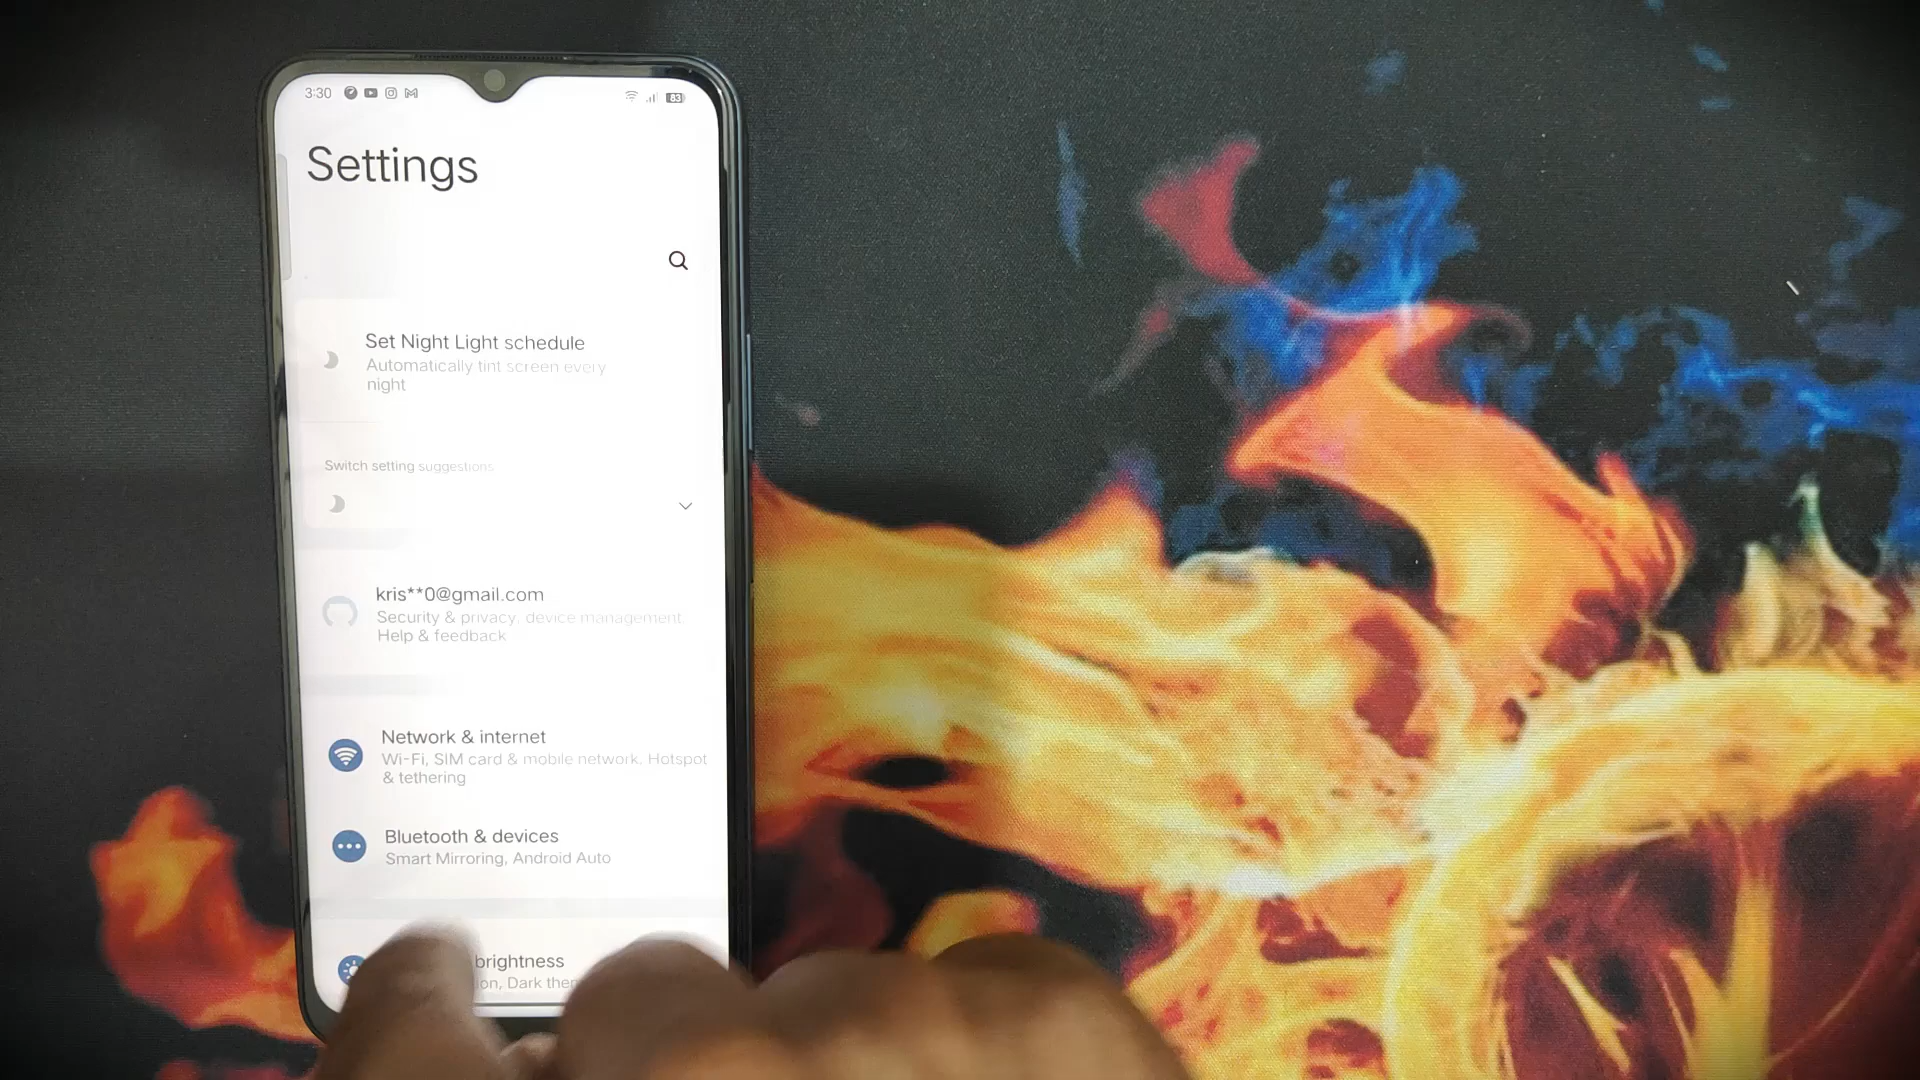 3:30
83
Settings
Set Night Light schedule
Automatically tint screen every
night
Switch setting suggestions
kris**0@gmail.com
Security & privacy, device management,
Help & feedback
Network & internet
Wi-Fi, SIM card & mobile network, Hotspot
& tethering
Bluetooth & devices
Smart Mirroring, Android Auto
brightness
Dark